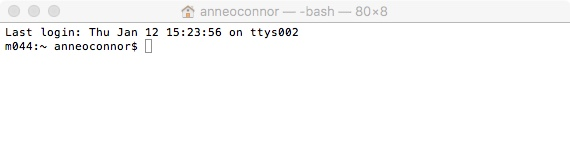 anneoconnor — -bash — 80×8
Last login: Thu Jan 12 15:23:56 on ttys002
m044:~ anneoconnor$